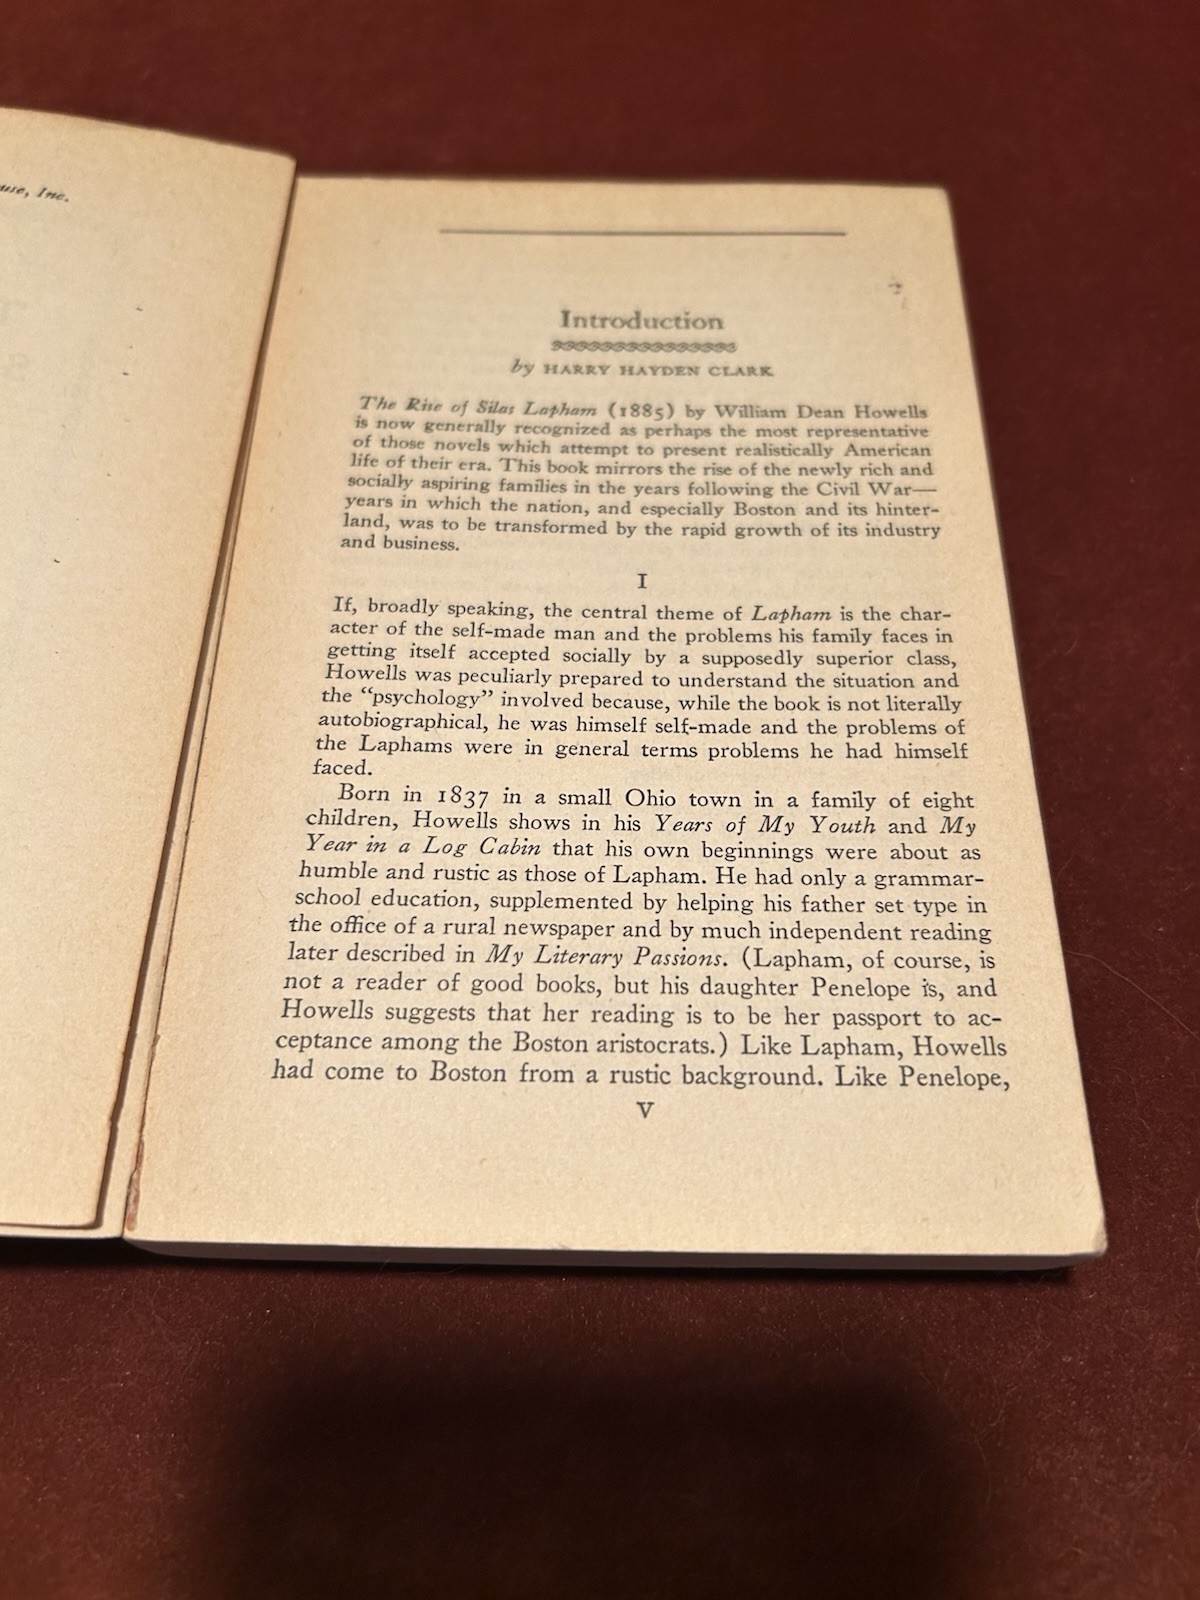 Inc.
Introduction
by HARRY HAYDEN CLARK
The Rise of Silas Lapham (1885) by William Dean Howells
is now generally recognized as perhaps the most representative
of those novels which attempt to present realistically American
life of their era. This book mirrors the rise of the newly rich and
socially aspiring families in the years following the Civil War—
years in which the nation, and especially Boston and its hinter-
land, was to be transformed by the rapid growth of its industry
and business.
I
If, broadly speaking, the central theme of Lapham is the char-
acter of the self-made man and the problems his family faces in
getting itself accepted socially by a supposedly superior class,
Howells was peculiarly prepared to understand the situation and
the “psychology” involved because, while the book is not literally
autobiographical, he was himself self-made and the problems of
the Laphams were in general terms problems he had himself
faced.
Born in 1837 in a small Ohio town in a family of eight
children, Howells shows in his Years of My Youth and My
Year in a Log Cabin that his own beginnings were about as
humble and rustic as those of Lapham. He had only a grammar-
school education, supplemented by helping his father set type in
the office of a rural newspaper and by much independent reading
later described in My Literary Passions. (Lapham, of course, is
not a reader of good books, but his daughter Penelope is, and
Howells suggests that her reading is to be her passport to ac-
ceptance among the Boston aristocrats.) Like Lapham, Howells
had come to Boston from a rustic background. Like Penelope,
V